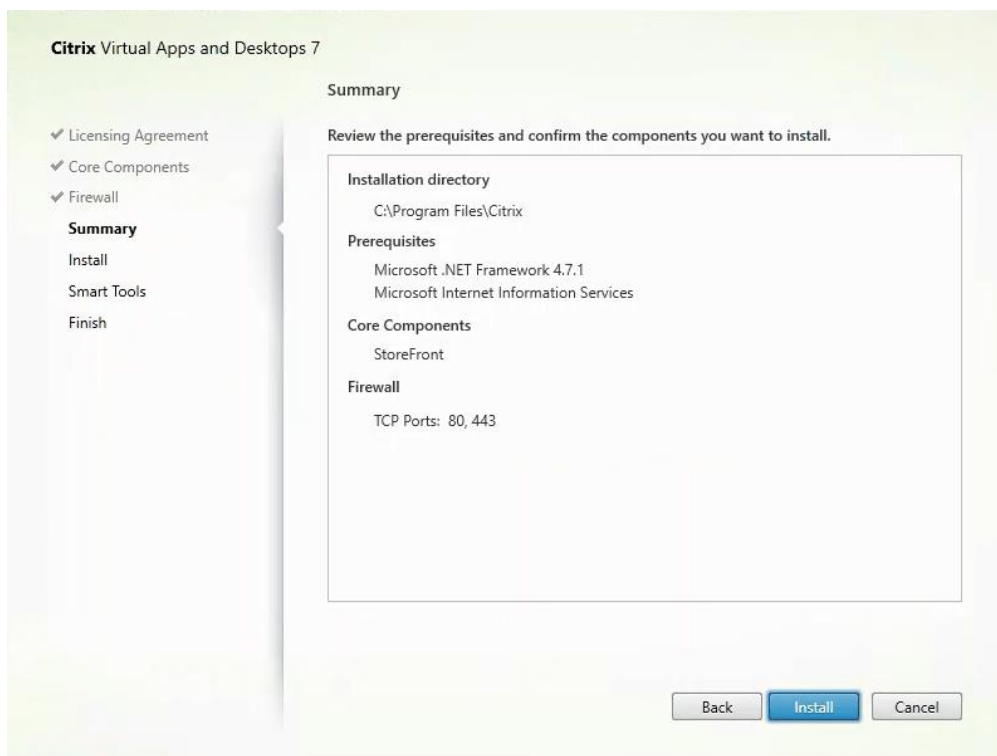 Citrix Virtual Apps and Desktops 7
Summary
✔ Licensing Agreement
✔ Core Components
✔ Firewall
Summary
Install
Smart Tools
Finish
Review the prerequisites and confirm the components you want to install.
Installation directory
C:\Program Files\Citrix
Prerequisites
Microsoft .NET Framework 4.7.1
Microsoft Internet Information Services
Core Components
StoreFront
Firewall
TCP Ports: 80, 443
Back
Install
Cancel